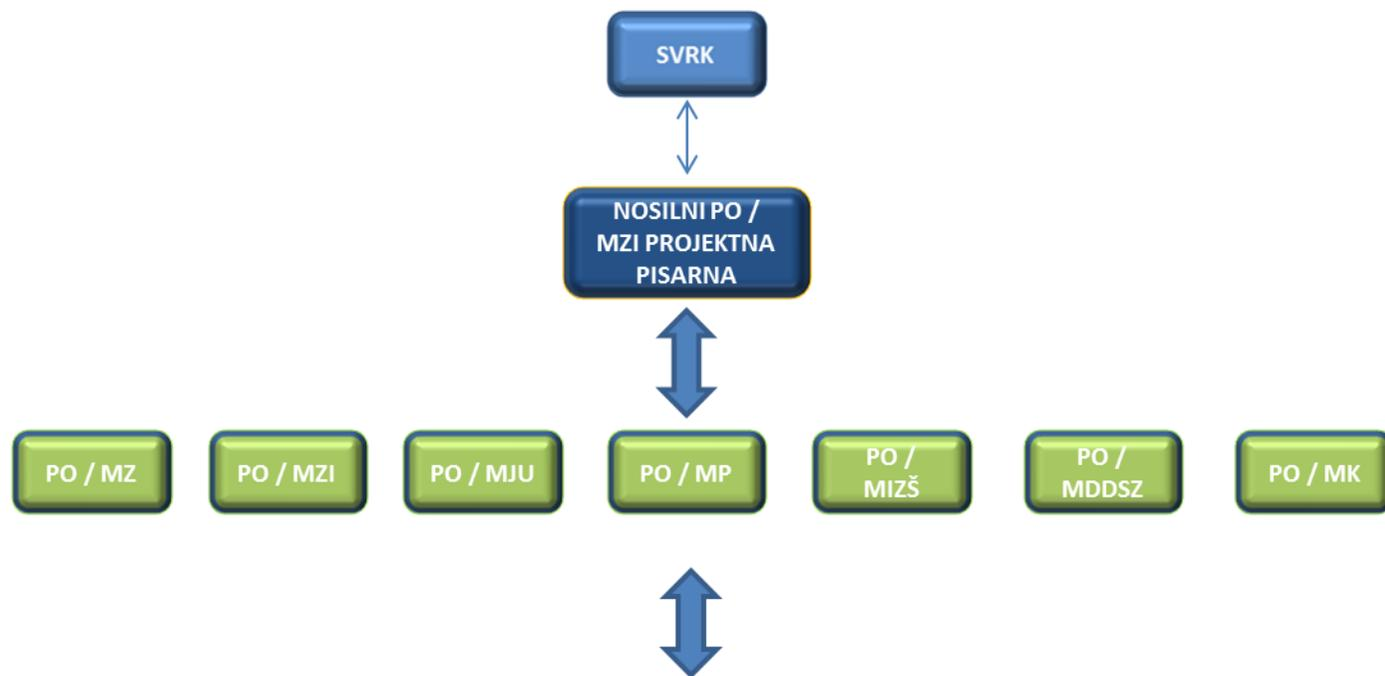 SVRK
NOSILNI PO /
MZI PROJEKTNA
PISARNA
PO / MZ
PO / MZI
PO / MJU
PO / MP
PO /
MIZŠ
PO /
MDDSZ
PO / MK